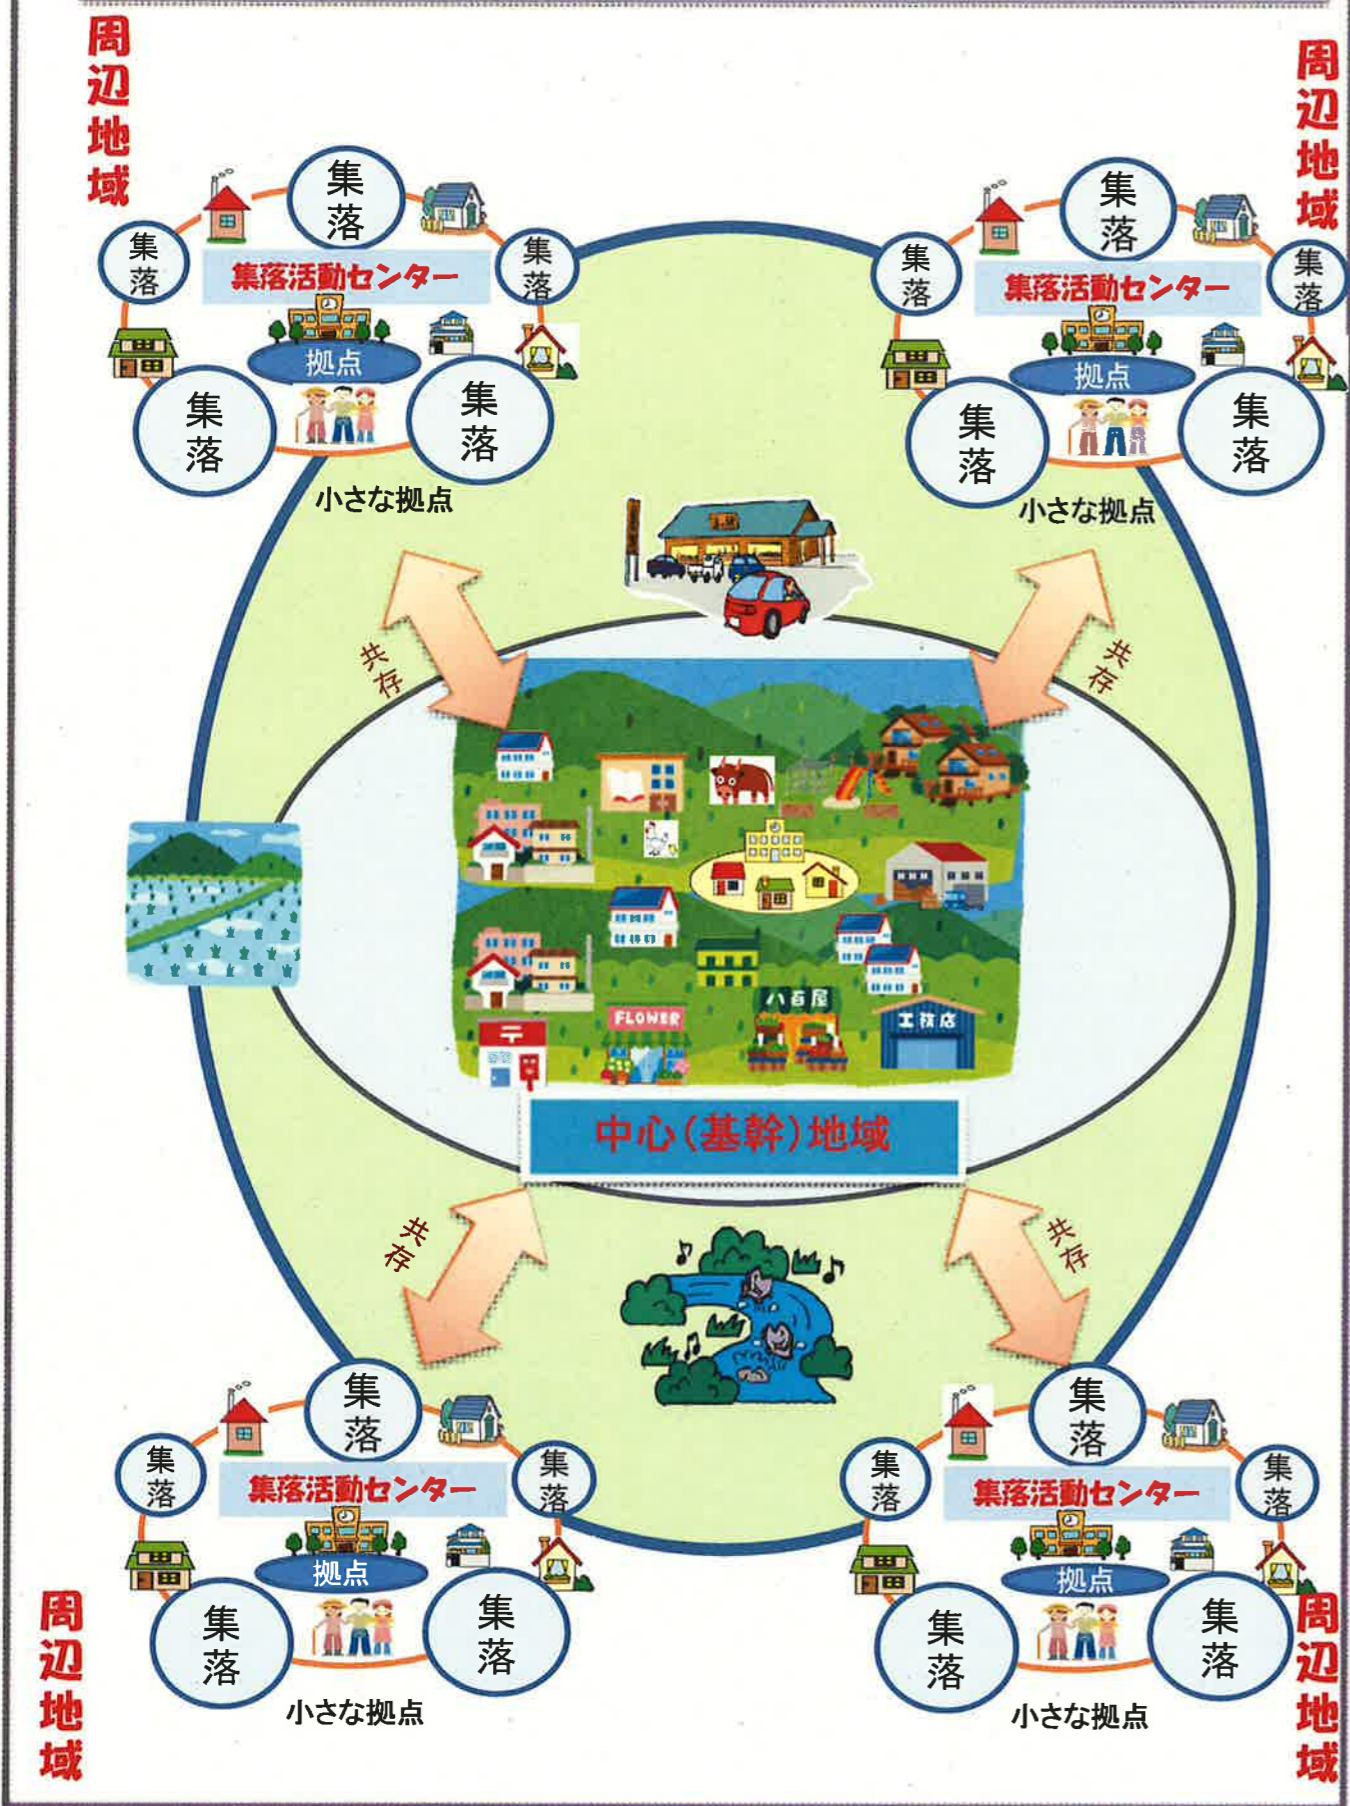 周辺地域
周辺地域
集落
集落
集落
集落活動センター
拠点
集落
集落
小さな拠点
集落
集落
集落
集落活動センター
拠点
集落
集落
小さな拠点
共存
共存
FLOWER
八百屋
工務店
〒
中心(基幹)地域
共存
共存
集落
集落
集落
集落活動センター
拠点
集落
集落
小さな拠点
集落
集落
集落
集落活動センター
拠点
集落
集落
小さな拠点
周辺地域
周辺地域